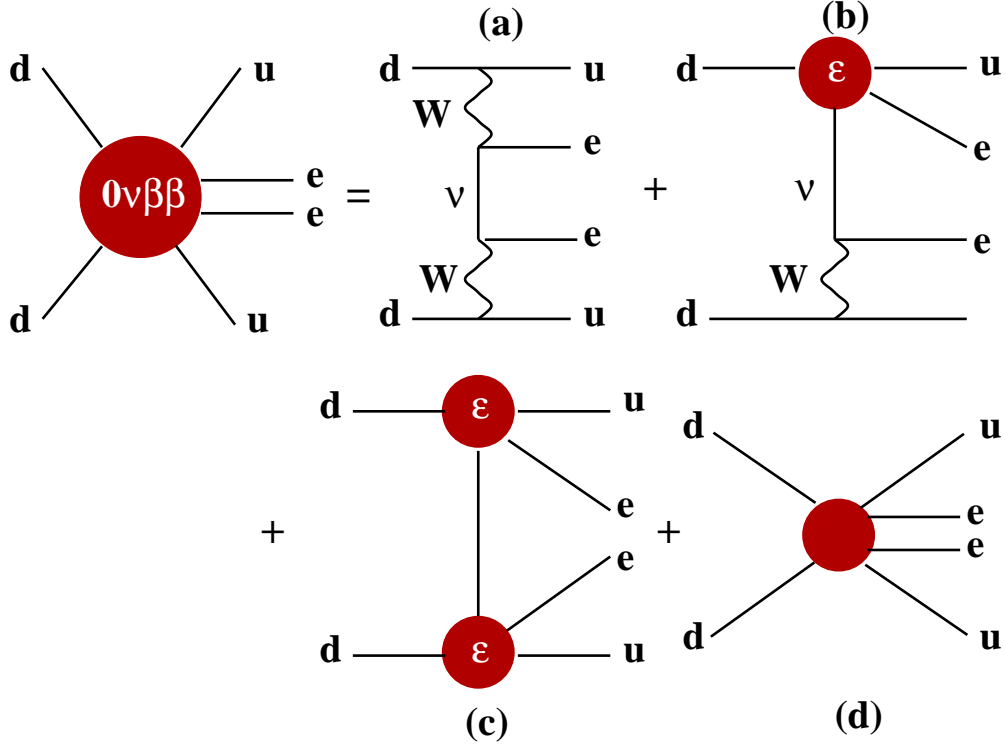 (a)
(b)
d u d u d ε u
W
0νββ e e e
e = ν + ν
e e
W W
d u d u d
d ε u d u
e e
+ + e
e
d ε u d u
(c) (d)